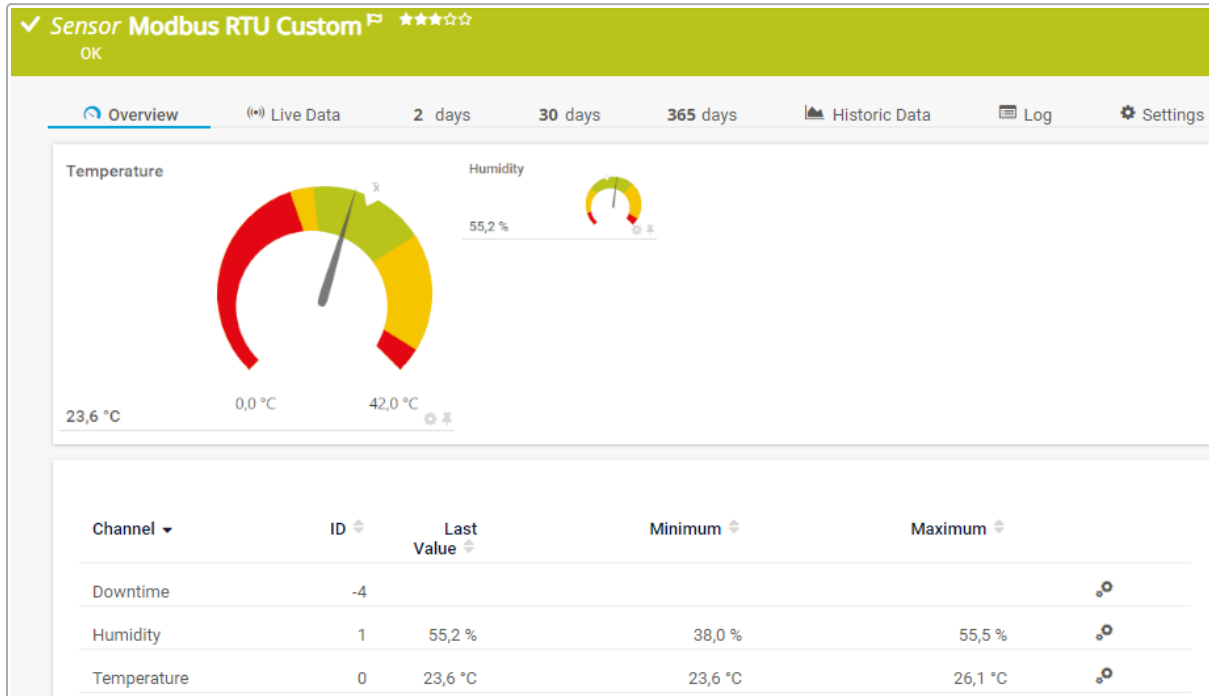 Sensor Modbus RTU Custom
OK
Overview Live Data 2 days 30 days 365 days Historic Data Log Settings
Temperature
x̄
0,0 °C 42,0 °C
23,6 °C
Humidity
55,2 %
Channel ID Last Value Minimum Maximum
Downtime -4
Humidity 1 55,2 % 38,0 % 55,5 %
Temperature 0 23,6 °C 23,6 °C 26,1 °C